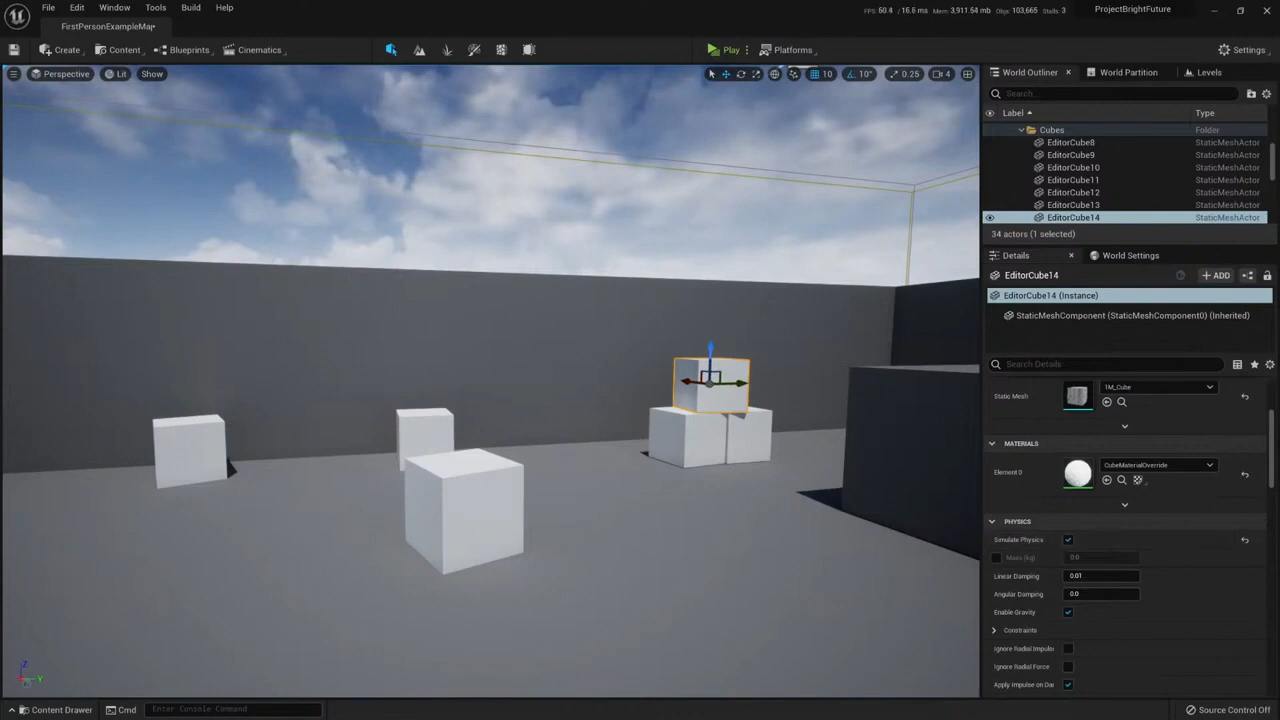 File Edit Window Tools Build Help
FPS: 60.4 / 16.6 ms Mem: 3,911.54 mb Objs: 103,665 Stalls: 3
ProjectBrightFuture
FirstPersonExampleMap•
Create Content Blueprints Cinematics Play Platforms Settings
Perspective Lit Show 10 10° 0.25 4
World Outliner World Partition Levels
Search...
Label Type
Cubes Folder
EditorCube8 StaticMeshActor
EditorCube9 StaticMeshActor
EditorCube10 StaticMeshActor
EditorCube11 StaticMeshActor
EditorCube12 StaticMeshActor
EditorCube13 StaticMeshActor
EditorCube14 StaticMeshActor
34 actors (1 selected)
Details World Settings
EditorCube14 + ADD
EditorCube14 (Instance)
StaticMeshComponent (StaticMeshComponent0) (Inherited)
Search Details
Static Mesh 1M_Cube
MATERIALS
Element 0 CubeMaterialOverride
PHYSICS
Simulate Physics
Mass (kg) 0.0
Linear Damping 0.01
Angular Damping 0.0
Enable Gravity
Constraints
Ignore Radial Impuls
Ignore Radial Force
Apply Impulse on Da
Z
Y
Content Drawer Cmd Enter Console Command Source Control Off